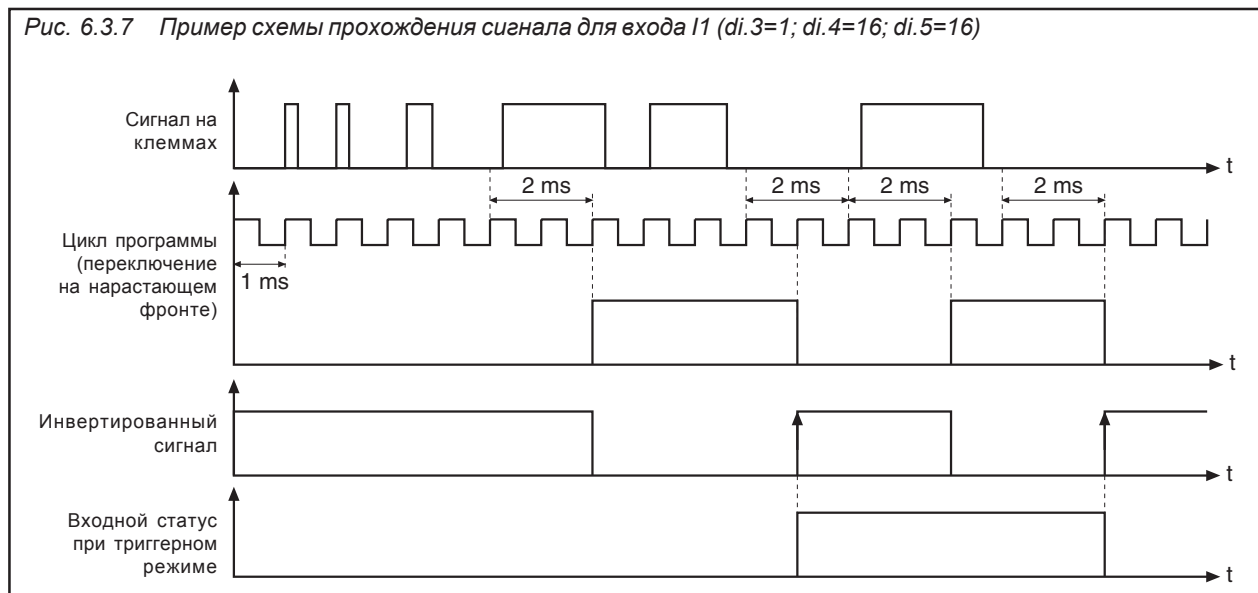 Рис. 6.3.7 Пример схемы прохождения сигнала для входа I1 (di.3=1; di.4=16; di.5=16)
Сигнал на
клеммах
t
2 ms
2 ms
2 ms
2 ms
Цикл программы
(переключение
на нарастающем
фронте)
1 ms
t
Инвертированный
сигнал
t
Входной статус
при триггерном
режиме
t